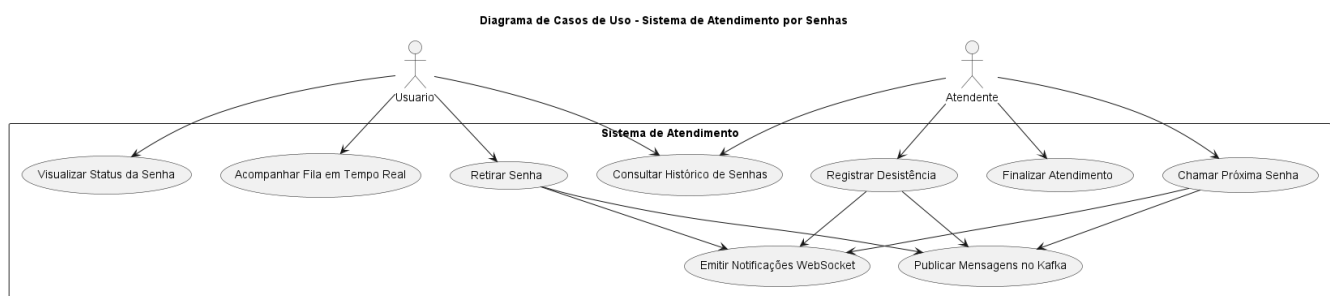 Diagrama de Casos de Uso - Sistema de Atendimento por Senhas
Usuario
Atendente
Sistema de Atendimento
Visualizar Status da Senha
Acompanhar Fila em Tempo Real
Retirar Senha
Consultar Histórico de Senhas
Registrar Desistência
Finalizar Atendimento
Chamar Próxima Senha
Emitir Notificações WebSocket
Publicar Mensagens no Kafka